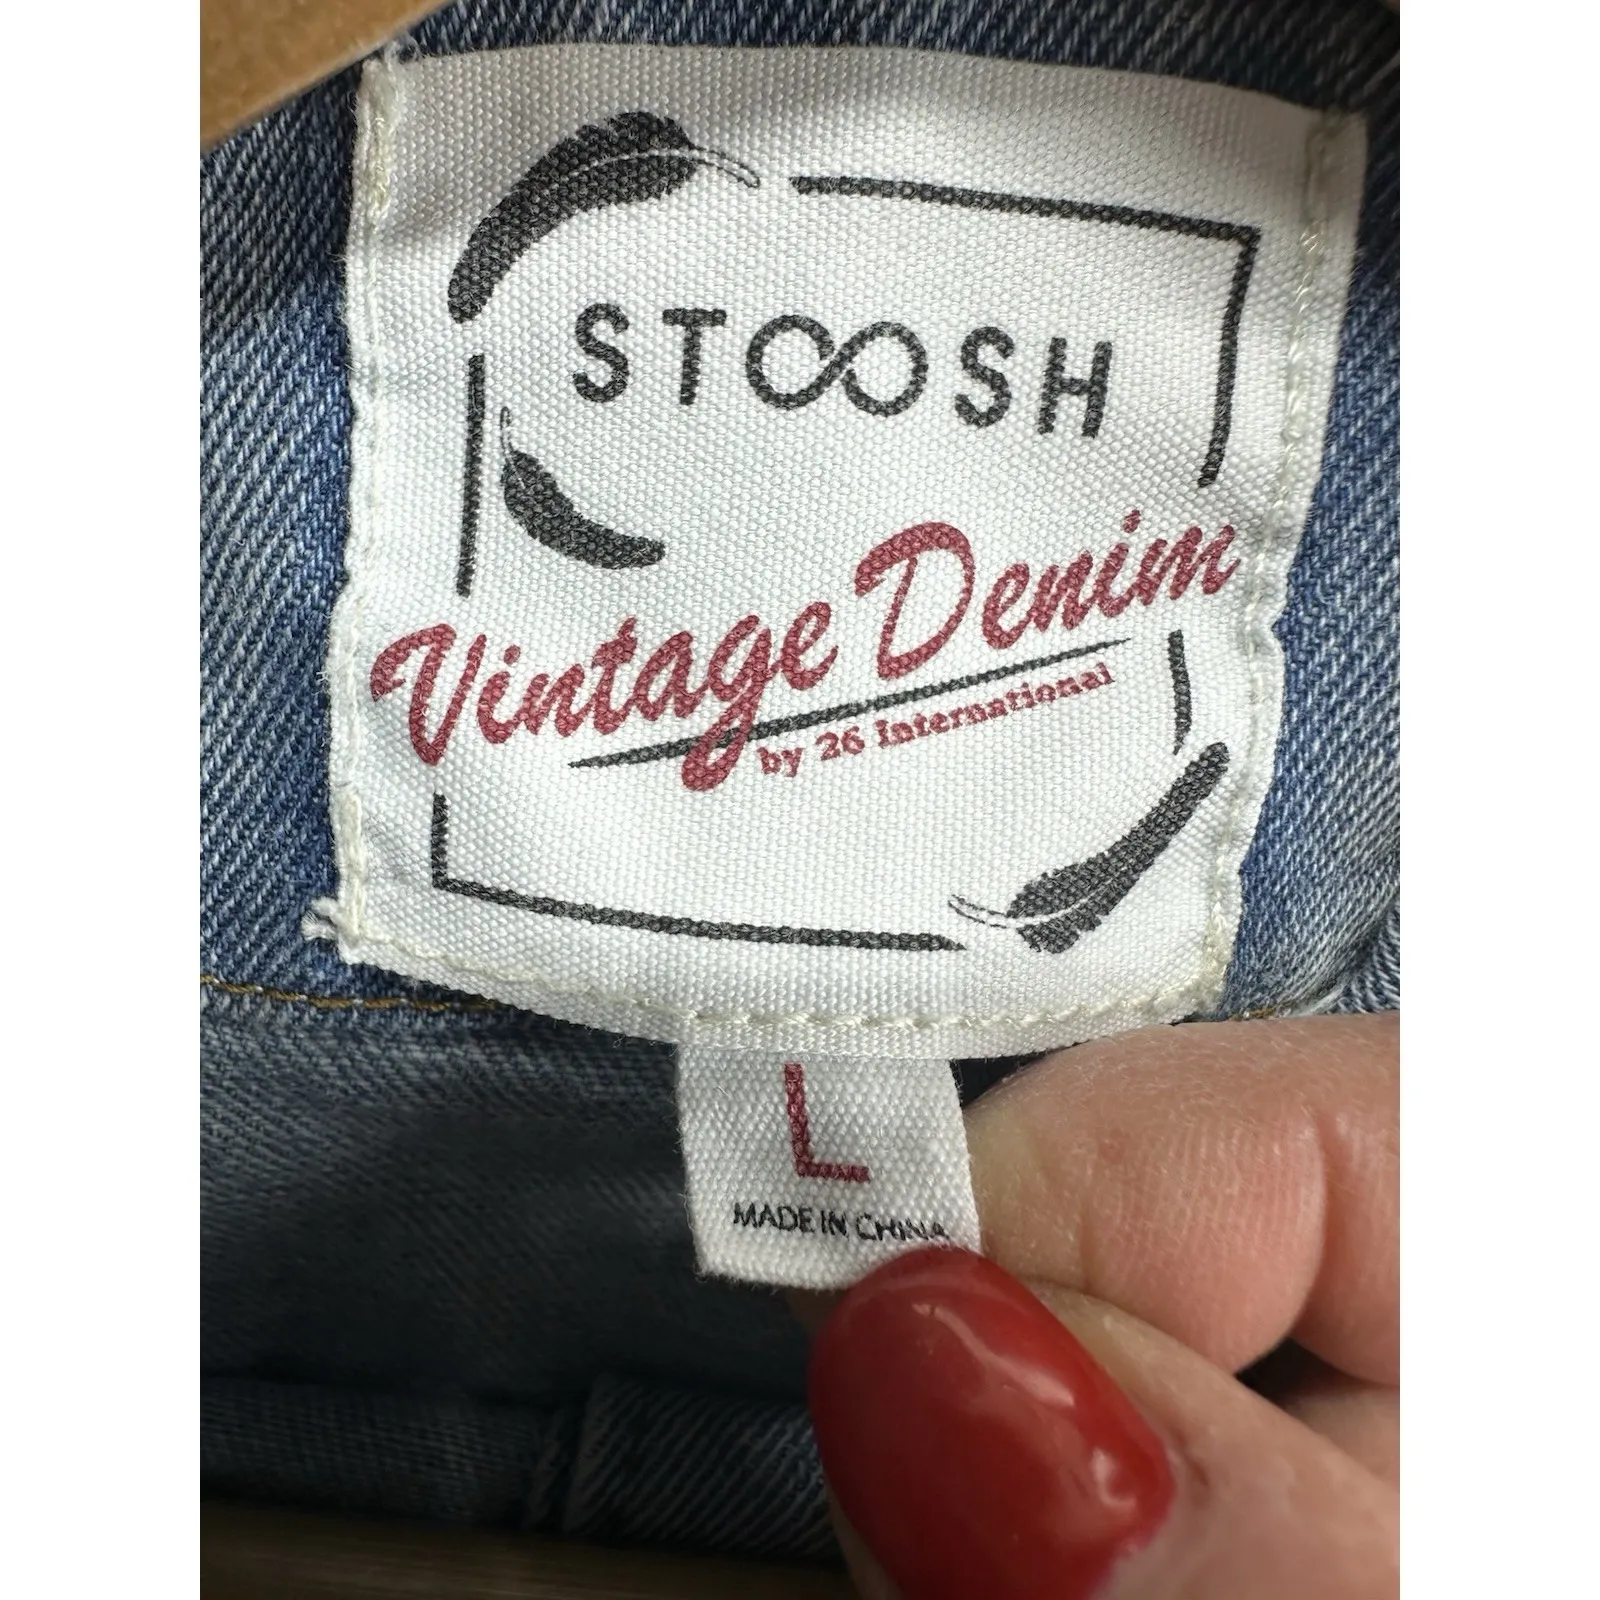 STOOSH
Vintage Denim
by 26 International
L
MADE IN CHINA